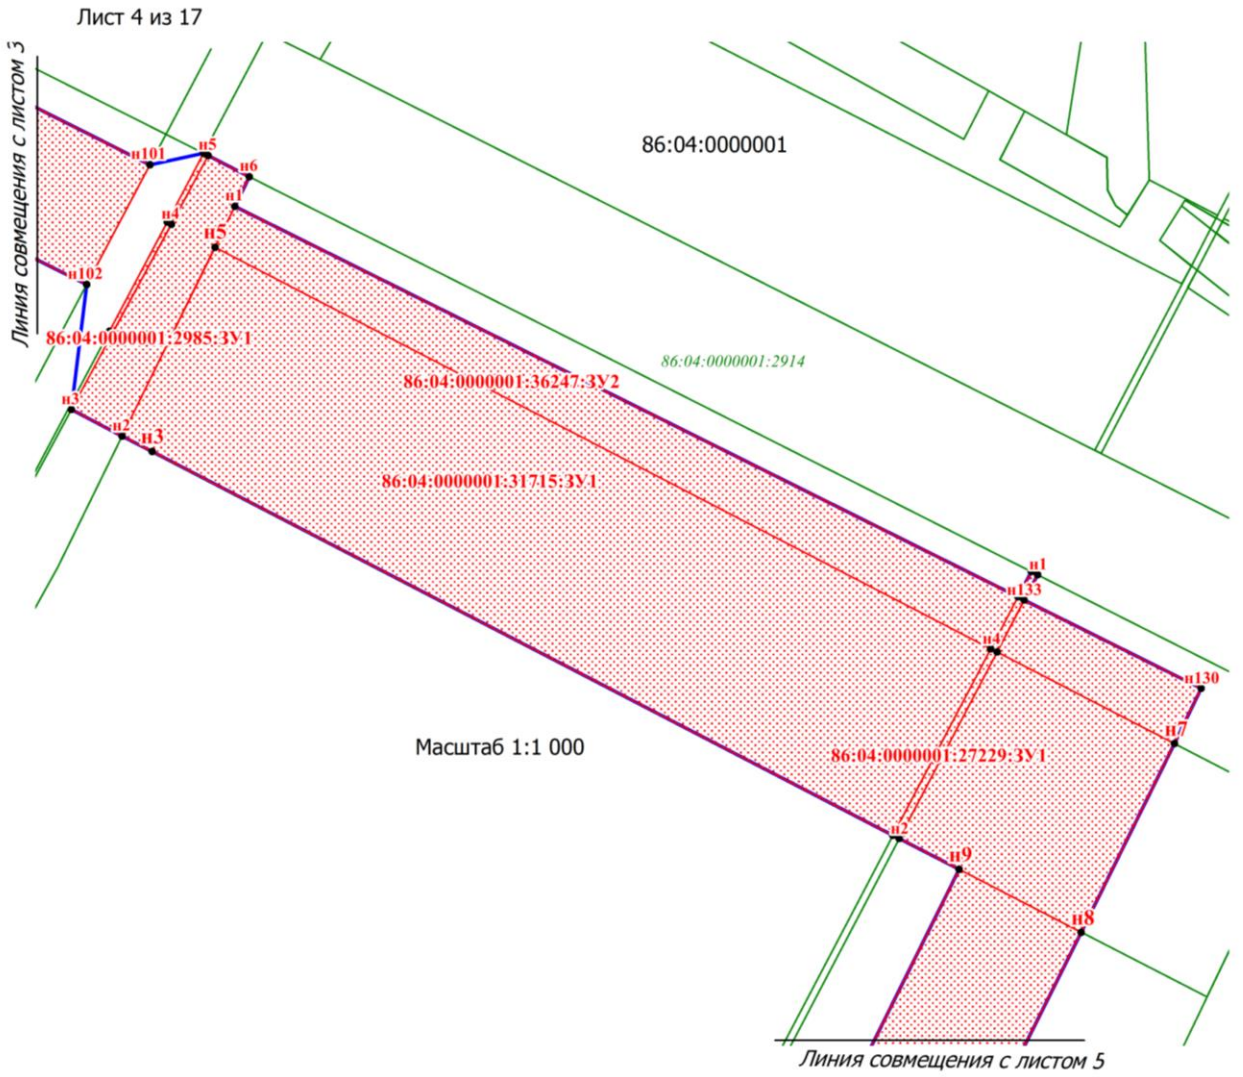 Лист 4 из 17
Линия совмещения с листом 3
86:04:0000001
н5
н101
н6
н1
н4
н5
н102
86:04:0000001:2985:ЗУ1
86:04:0000001:2914
86:04:0000001:36247:ЗУ2
н3
н2
н3
86:04:0000001:31715:ЗУ1
н1
н133
н4
н130
н7
Масштаб 1:1 000
86:04:0000001:27229:ЗУ1
н2
н9
н8
Линия совмещения с листом 5